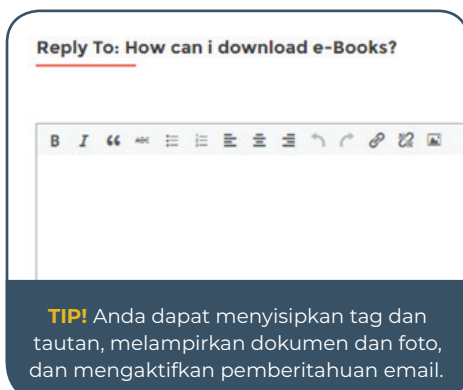 Reply To: How can i download e-Books?
B I “ ABC
TIP! Anda dapat menyisipkan tag dan
tautan, melampirkan dokumen dan foto,
dan mengaktifkan pemberitahuan email.